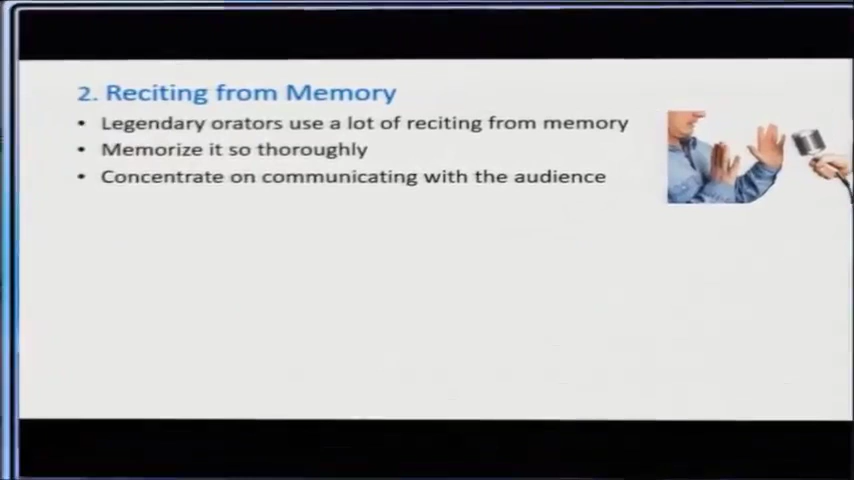 2. Reciting from Memory
• Legendary orators use a lot of reciting from memory
• Memorize it so thoroughly
• Concentrate on communicating with the audience